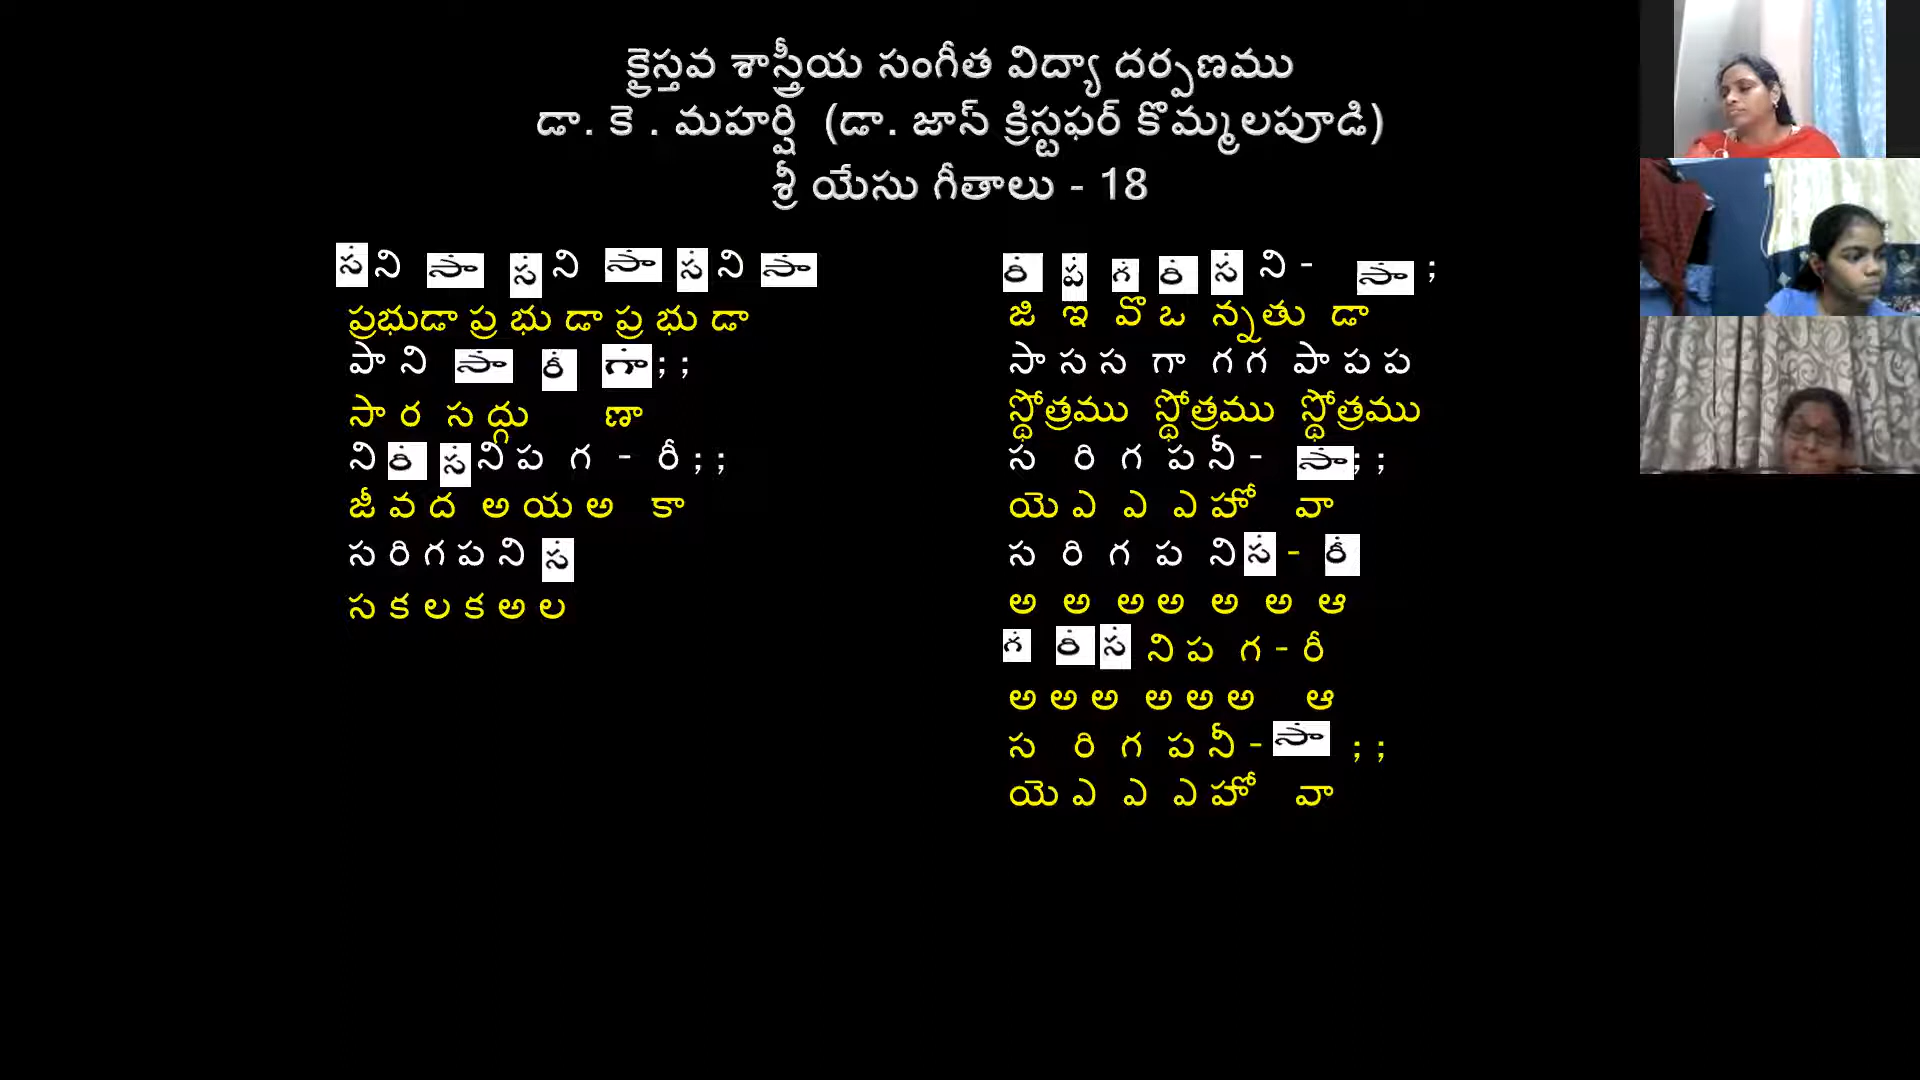 క్రైస్తవ శాస్త్రీయ సంగీత విద్యా దర్పణము
డా. కె . మహర్షి (డా. జాన్ క్రిస్టఫర్ కొమ్మలపూడి)
శ్రీ యేసు గీతాలు - 18
స̇ ని సా̇ స̇ ని సా̇ స̇ ని సా̇
ప్రభుడా ప్ర భు డా ప్ర భు డా
పా ని సా̇ రీ̇ గా̇ ; ;
సా ర స ద్గు ణా
ని రి̇ స̇ ని ప గ - రీ ; ;
జీ వ ద అ య అ కా
స రి గ ప ని స̇
స క ల క అ ల
రి̇ ప̇ గ̇ రి̇ స̇ ని - సా̇ ;
జి ఇ వొ ఒ న్నతు డా
సా స స గా గ గ పా ప ప
స్థోత్రము స్థోత్రము స్థోత్రము
స రి గ ప నీ - సా̇ ; ;
యె ఎ ఎ ఎ హో వా
స రి గ ప ని స̇ - రీ̇
అ అ అ అ అ అ ఆ
గ̇ రి̇ స̇ ని ప గ - రీ
అ అ అ అ అ అ ఆ
స రి గ ప నీ - సా̇ ; ;
యె ఎ ఎ ఎ హో వా